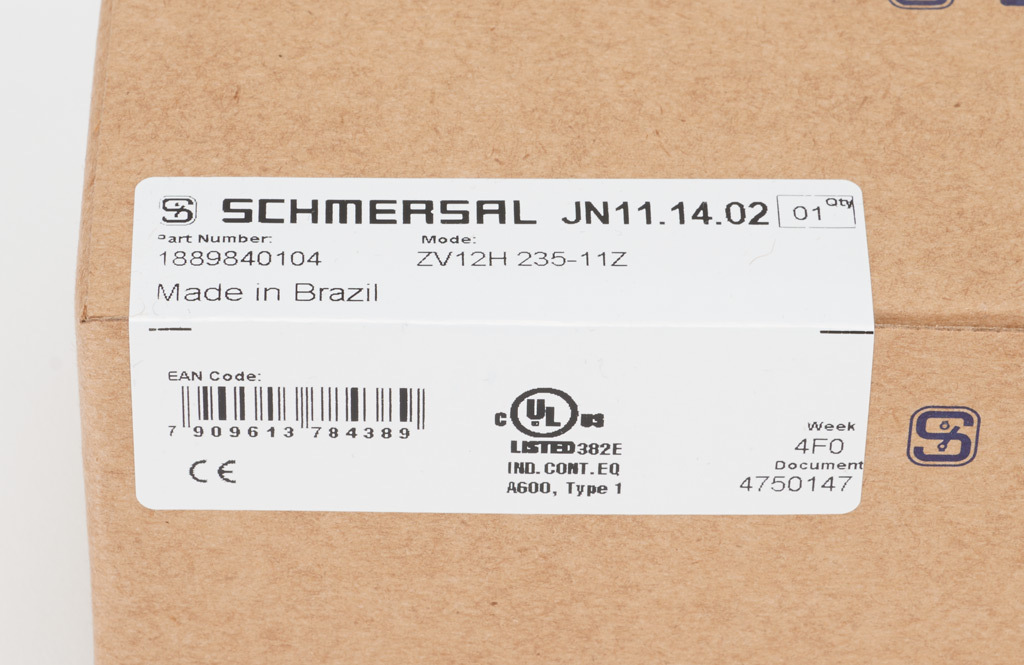 SCHMERSAL JN11.14.02 01 Qty
Part Number: Mode:
1889840104 ZV12H 235-11Z
Made in Brazil
EAN Code:
7 909613 784389
CE
C UL US
LISTED 382E
IND.CONT.EQ
A600, Type 1
Week
4F0
Document
4750147